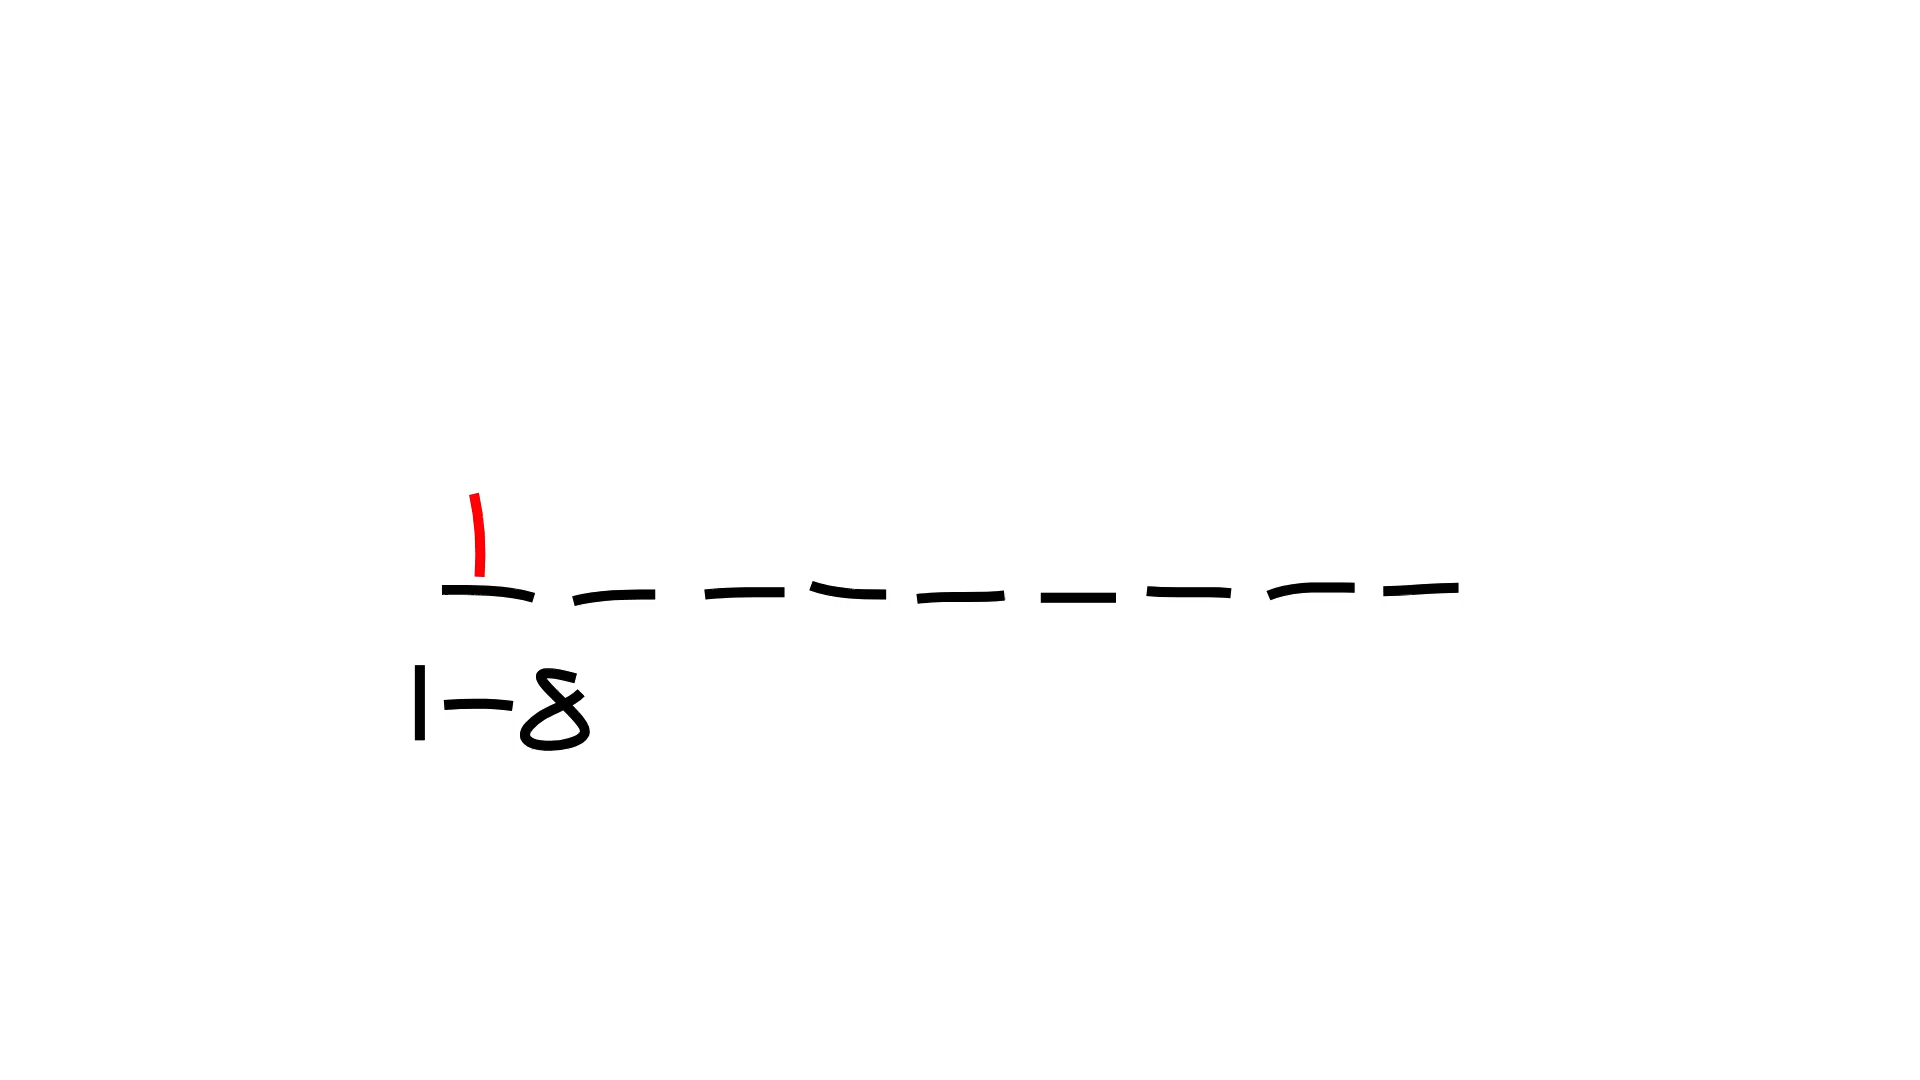 1
_ _ _ _ _ _ _ _ _
1-8